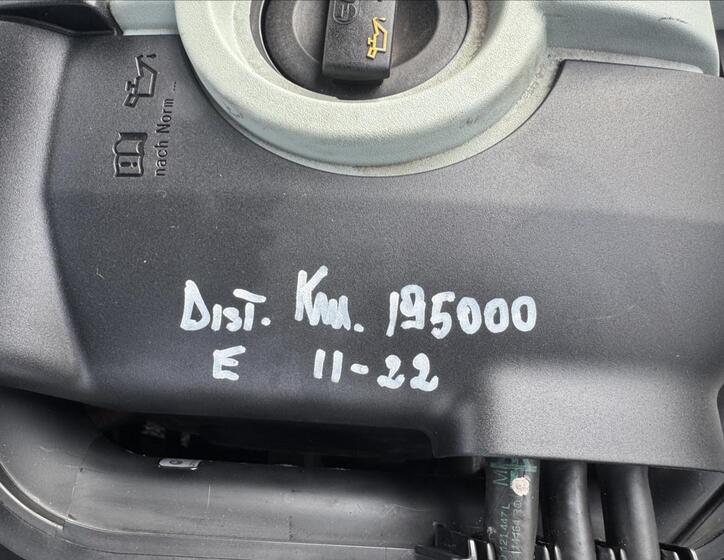 nach Norm ...
Dist. Km. 195000
E 11-22